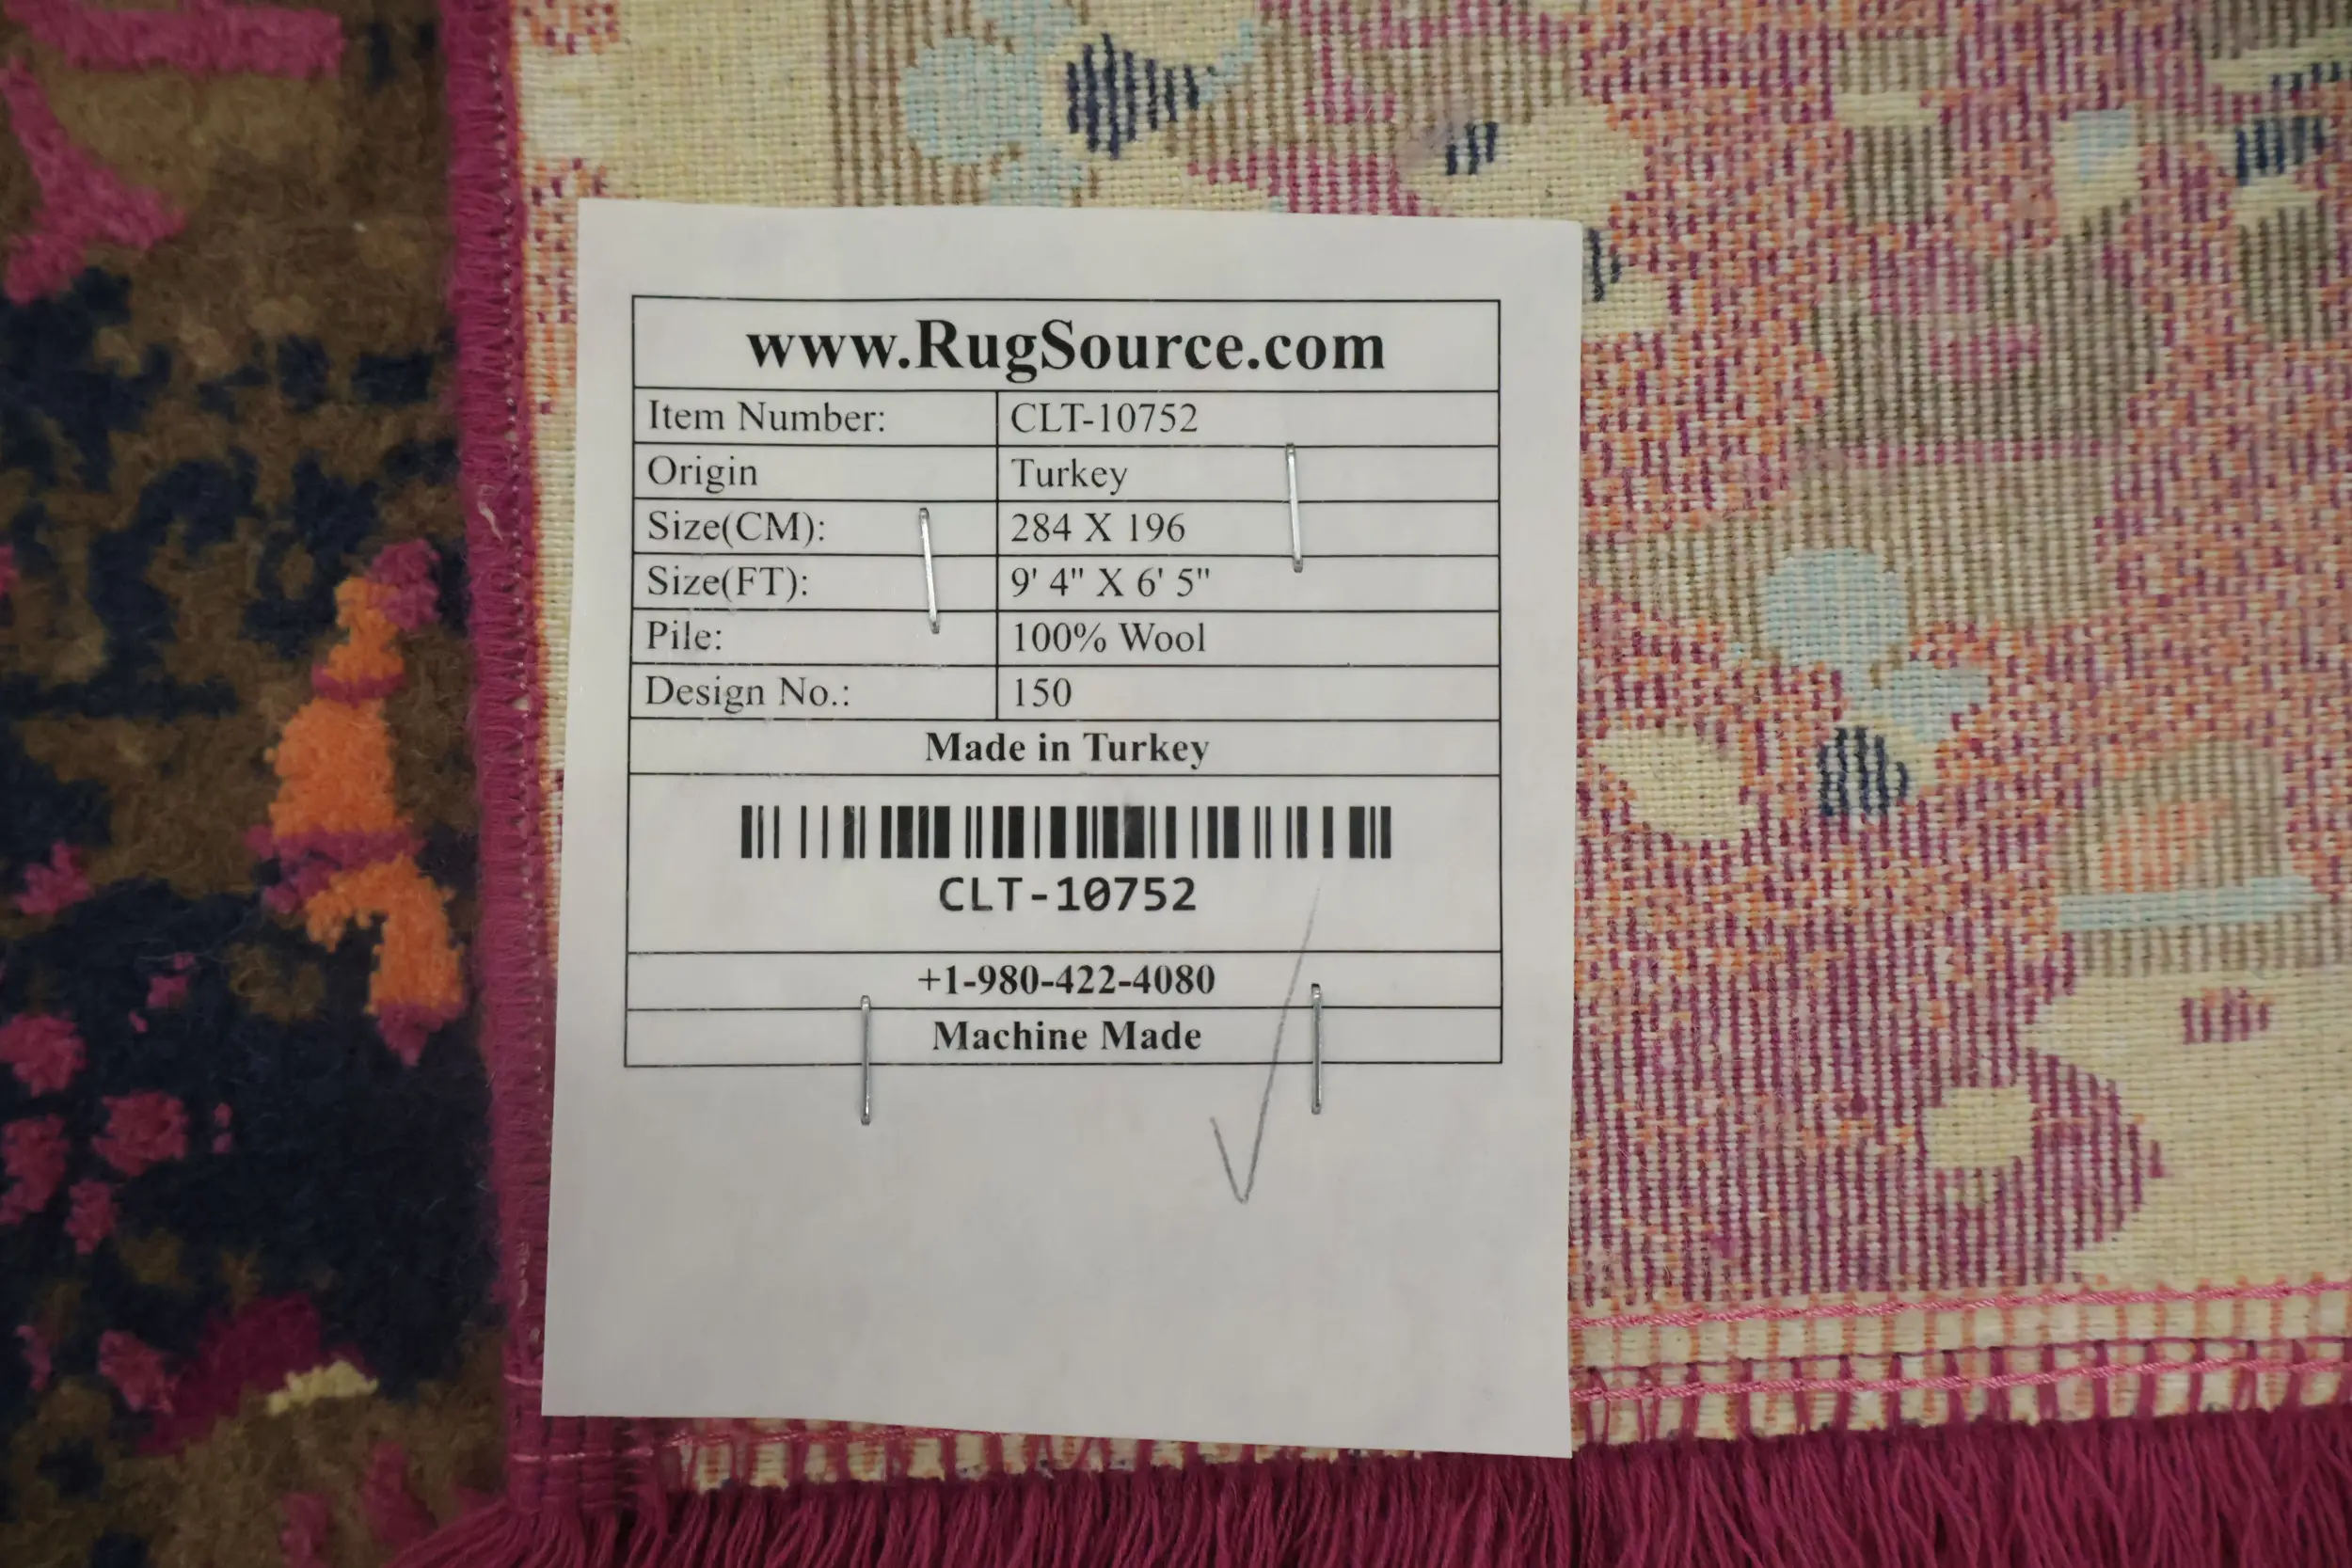 www.RugSource.com
Item Number: CLT-10752
Origin Turkey
Size(CM): 284 X 196
Size(FT): 9' 4" X 6' 5"
Pile: 100% Wool
Design No.: 150
Made in Turkey
CLT-10752
+1-980-422-4080
Machine Made